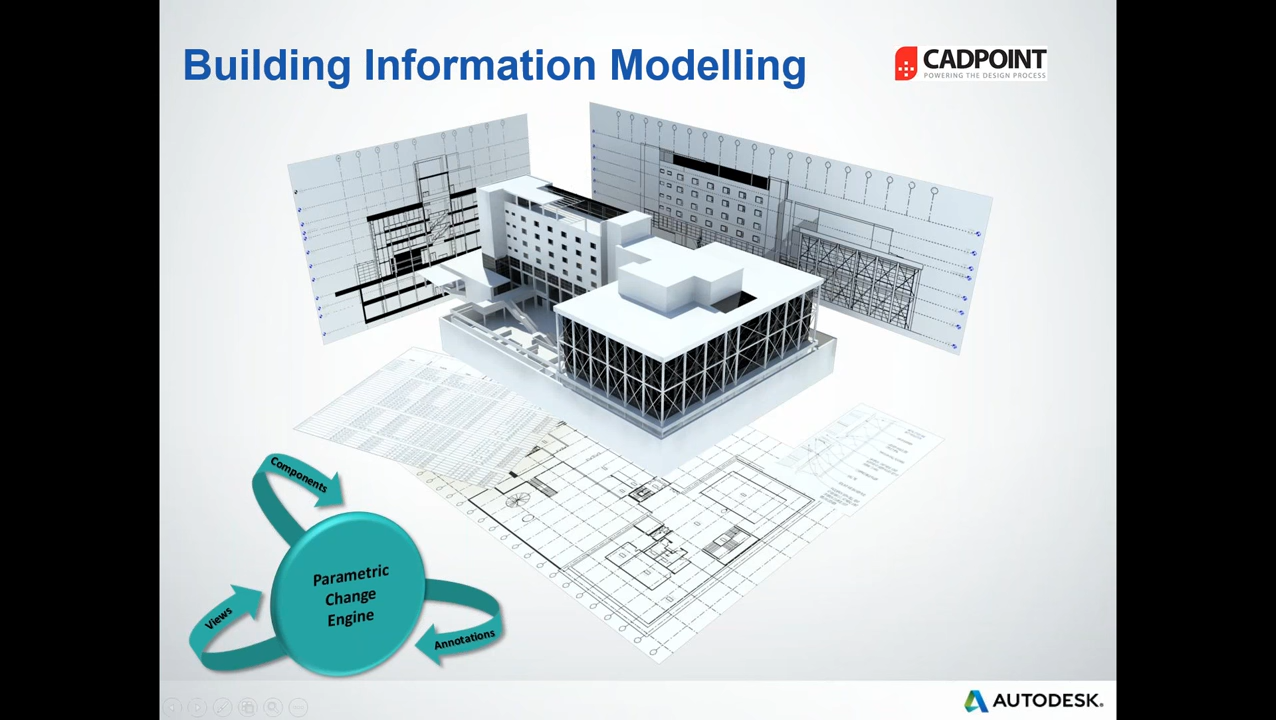 Building Information Modelling
CADPOINT
POWERING THE DESIGN PROCESS
Components
Parametric
Change
Engine
Views
Annotations
AUTODESK.